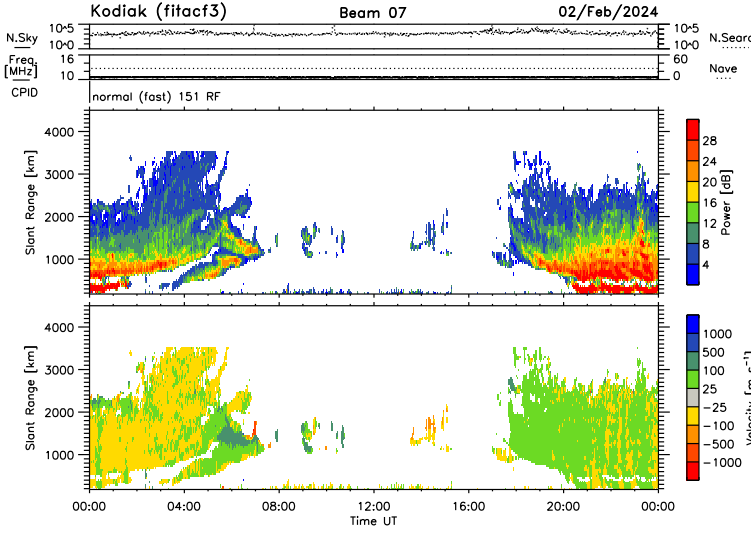 Kodiak (fitacf3) Beam 07 02/Feb/2024
N.Sky 10^5 10^0 10^5 10^0 N.Sear
Freq. [MHz] 16 10 60 0 Nave
CPID normal (fast) 151 RF
Slant Range [km] 4000 3000 2000 1000
Power [dB] 28 24 20 16 12 8 4
Slant Range [km] 4000 3000 2000 1000
Velocity [m s^-1] 1000 500 100 25 -25 -100 -500 -1000
00:00 04:00 08:00 12:00 16:00 20:00 00:00
Time UT